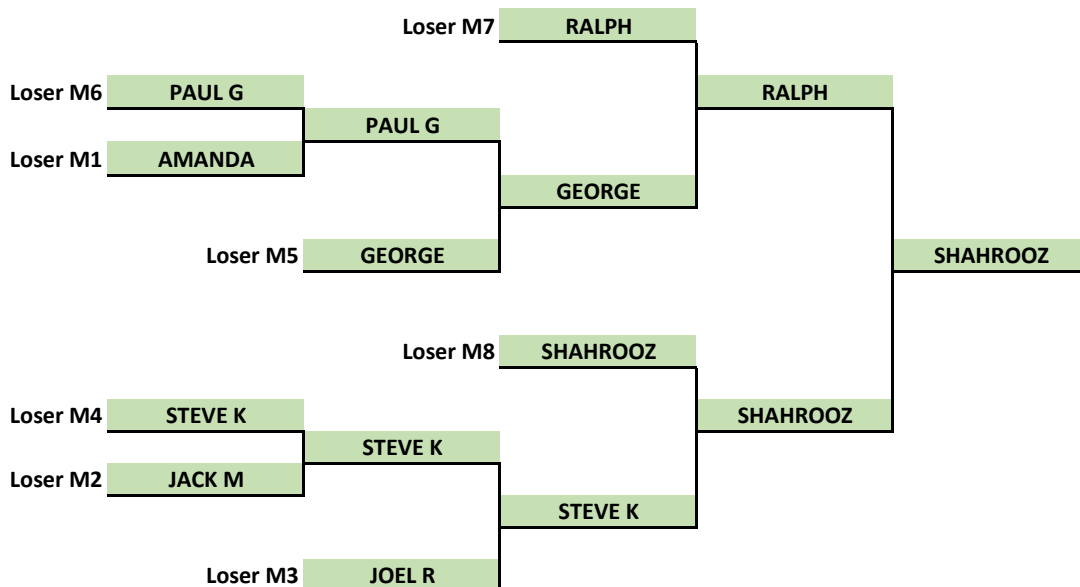 Loser M7 RALPH
Loser M6 PAUL G RALPH
PAUL G
Loser M1 AMANDA
GEORGE
Loser M5 GEORGE SHAHROOZ
Loser M8 SHAHROOZ
Loser M4 STEVE K SHAHROOZ
STEVE K
Loser M2 JACK M
STEVE K
Loser M3 JOEL R